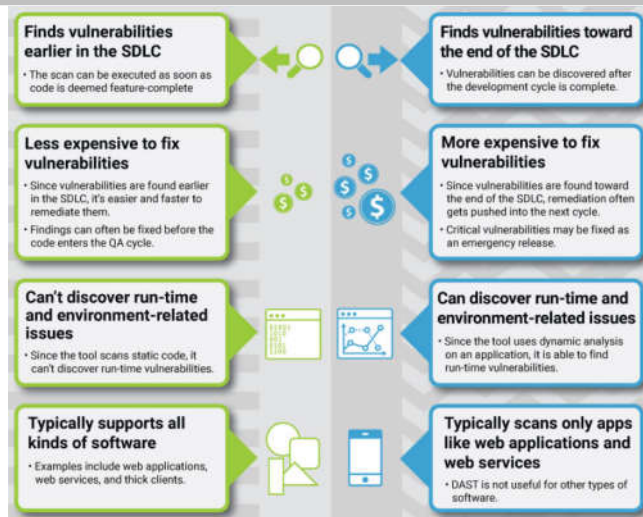 Finds vulnerabilities
earlier in the SDLC
• The scan can be executed as soon as
code is deemed feature-complete
Finds vulnerabilities toward
the end of the SDLC
• Vulnerabilities can be discovered after
the development cycle is complete.
Less expensive to fix
vulnerabilities
• Since vulnerabilities are found earlier
in the SDLC, it's easier and faster to
remediate them.
• Findings can often be fixed before the
code enters the QA cycle.
$ $ $
$ $ $ $ $
More expensive to fix
vulnerabilities
• Since vulnerabilities are found toward
the end of the SDLC, remediation often
gets pushed into the next cycle.
• Critical vulnerabilities may be fixed as
an emergency release.
Can't discover run-time
and environment-related
issues
• Since the tool scans static code, it
can't discover run-time vulnerabilities.
Can discover run-time and
environment-related issues
• Since the tool uses dynamic analysis
on an application, it is able to find
run-time vulnerabilities.
Typically supports all
kinds of software
• Examples include web applications,
web services, and thick clients.
Typically scans only apps
like web applications and
web services
• DAST is not useful for other types of
software.